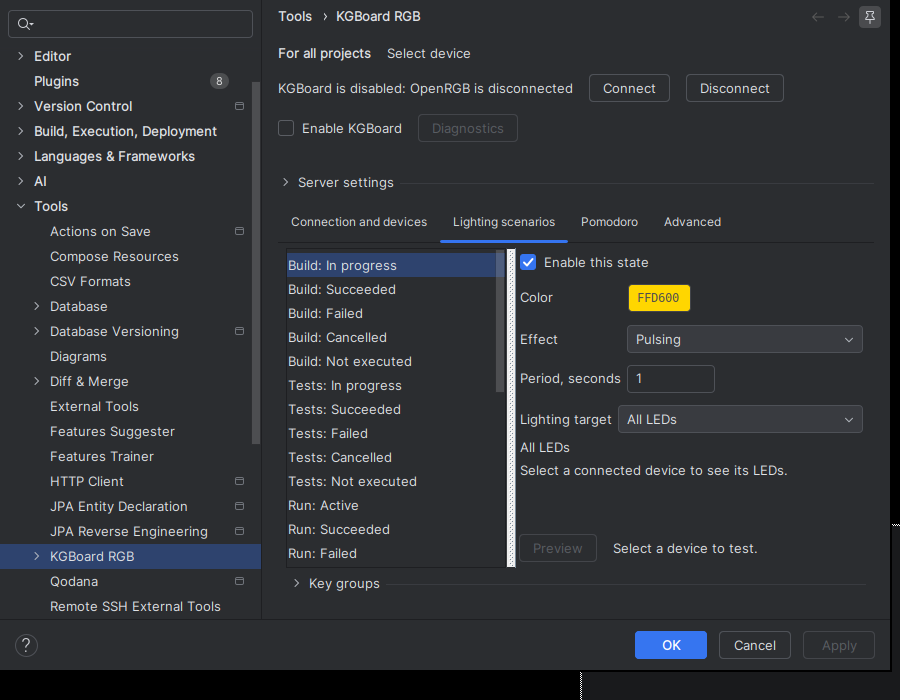 Tools › KGBoard RGB
For all projects Select device
KGBoard is disabled: OpenRGB is disconnected Connect Disconnect
Enable KGBoard Diagnostics
Server settings
Connection and devices Lighting scenarios Pomodoro Advanced
Editor
Plugins 8
Version Control
Build, Execution, Deployment
Languages & Frameworks
AI
Tools
Actions on Save
Compose Resources
CSV Formats
Database
Database Versioning
Diagrams
Diff & Merge
External Tools
Features Suggester
Features Trainer
HTTP Client
JPA Entity Declaration
JPA Reverse Engineering
KGBoard RGB
Qodana
Remote SSH External Tools
Build: In progress
Build: Succeeded
Build: Failed
Build: Cancelled
Build: Not executed
Tests: In progress
Tests: Succeeded
Tests: Failed
Tests: Cancelled
Tests: Not executed
Run: Active
Run: Succeeded
Run: Failed
Enable this state
Color FFD600
Effect Pulsing
Period, seconds 1
Lighting target All LEDs
All LEDs
Select a connected device to see its LEDs.
Preview Select a device to test.
Key groups
? OK Cancel Apply